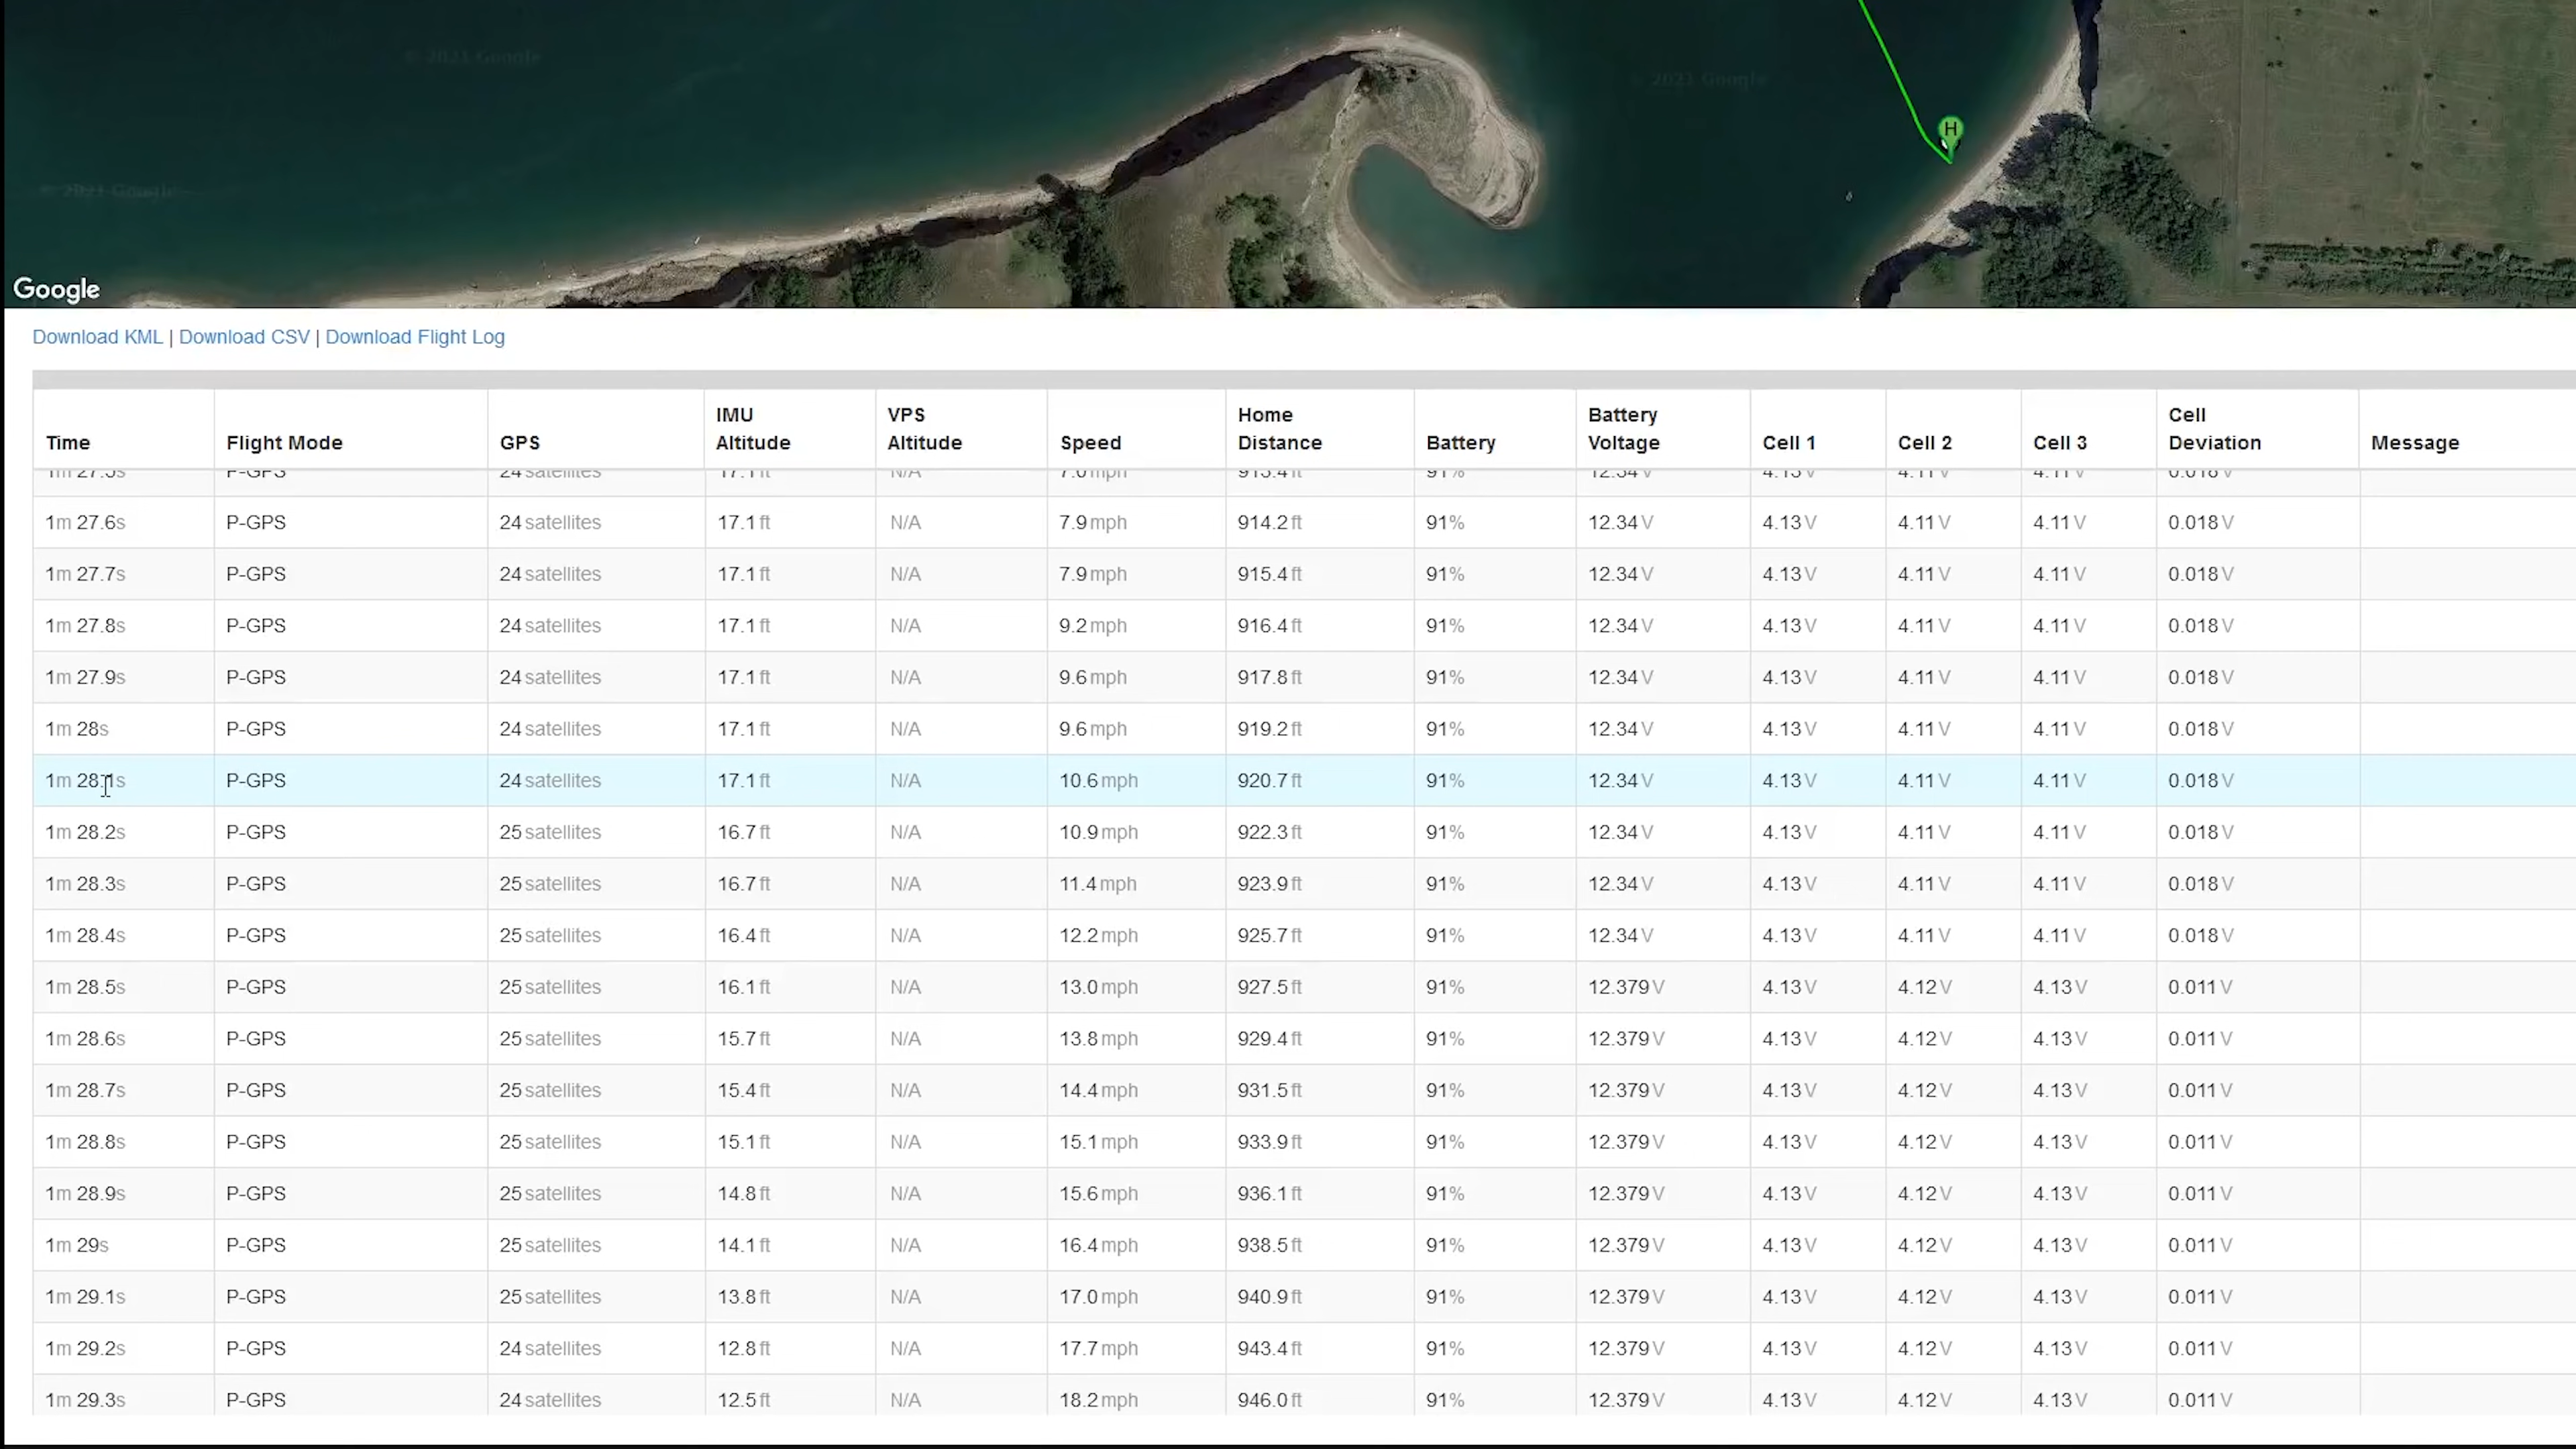 © 2021 Google
© 2021 Google
H
© 2021 Google
Google
Download KML | Download CSV | Download Flight Log
Time Flight Mode GPS IMU Altitude VPS Altitude Speed Home Distance Battery Battery Voltage Cell 1 Cell 2 Cell 3 Cell Deviation Message
1m 27.6s P-GPS 24 satellites 17.1 ft N/A 7.9 mph 914.2 ft 91% 12.34 V 4.13 V 4.11 V 4.11 V 0.018 V
1m 27.7s P-GPS 24 satellites 17.1 ft N/A 7.9 mph 915.4 ft 91% 12.34 V 4.13 V 4.11 V 4.11 V 0.018 V
1m 27.8s P-GPS 24 satellites 17.1 ft N/A 9.2 mph 916.4 ft 91% 12.34 V 4.13 V 4.11 V 4.11 V 0.018 V
1m 27.9s P-GPS 24 satellites 17.1 ft N/A 9.6 mph 917.8 ft 91% 12.34 V 4.13 V 4.11 V 4.11 V 0.018 V
1m 28s P-GPS 24 satellites 17.1 ft N/A 9.6 mph 919.2 ft 91% 12.34 V 4.13 V 4.11 V 4.11 V 0.018 V
1m 28.1s P-GPS 24 satellites 17.1 ft N/A 10.6 mph 920.7 ft 91% 12.34 V 4.13 V 4.11 V 4.11 V 0.018 V
1m 28.2s P-GPS 25 satellites 16.7 ft N/A 10.9 mph 922.3 ft 91% 12.34 V 4.13 V 4.11 V 4.11 V 0.018 V
1m 28.3s P-GPS 25 satellites 16.7 ft N/A 11.4 mph 923.9 ft 91% 12.34 V 4.13 V 4.11 V 4.11 V 0.018 V
1m 28.4s P-GPS 25 satellites 16.4 ft N/A 12.2 mph 925.7 ft 91% 12.34 V 4.13 V 4.11 V 4.11 V 0.018 V
1m 28.5s P-GPS 25 satellites 16.1 ft N/A 13.0 mph 927.5 ft 91% 12.379 V 4.13 V 4.12 V 4.13 V 0.011 V
1m 28.6s P-GPS 25 satellites 15.7 ft N/A 13.8 mph 929.4 ft 91% 12.379 V 4.13 V 4.12 V 4.13 V 0.011 V
1m 28.7s P-GPS 25 satellites 15.4 ft N/A 14.4 mph 931.5 ft 91% 12.379 V 4.13 V 4.12 V 4.13 V 0.011 V
1m 28.8s P-GPS 25 satellites 15.1 ft N/A 15.1 mph 933.9 ft 91% 12.379 V 4.13 V 4.12 V 4.13 V 0.011 V
1m 28.9s P-GPS 25 satellites 14.8 ft N/A 15.6 mph 936.1 ft 91% 12.379 V 4.13 V 4.12 V 4.13 V 0.011 V
1m 29s P-GPS 25 satellites 14.1 ft N/A 16.4 mph 938.5 ft 91% 12.379 V 4.13 V 4.12 V 4.13 V 0.011 V
1m 29.1s P-GPS 25 satellites 13.8 ft N/A 17.0 mph 940.9 ft 91% 12.379 V 4.13 V 4.12 V 4.13 V 0.011 V
1m 29.2s P-GPS 24 satellites 12.8 ft N/A 17.7 mph 943.4 ft 91% 12.379 V 4.13 V 4.12 V 4.13 V 0.011 V
1m 29.3s P-GPS 24 satellites 12.5 ft N/A 18.2 mph 946.0 ft 91% 12.379 V 4.13 V 4.12 V 4.13 V 0.011 V